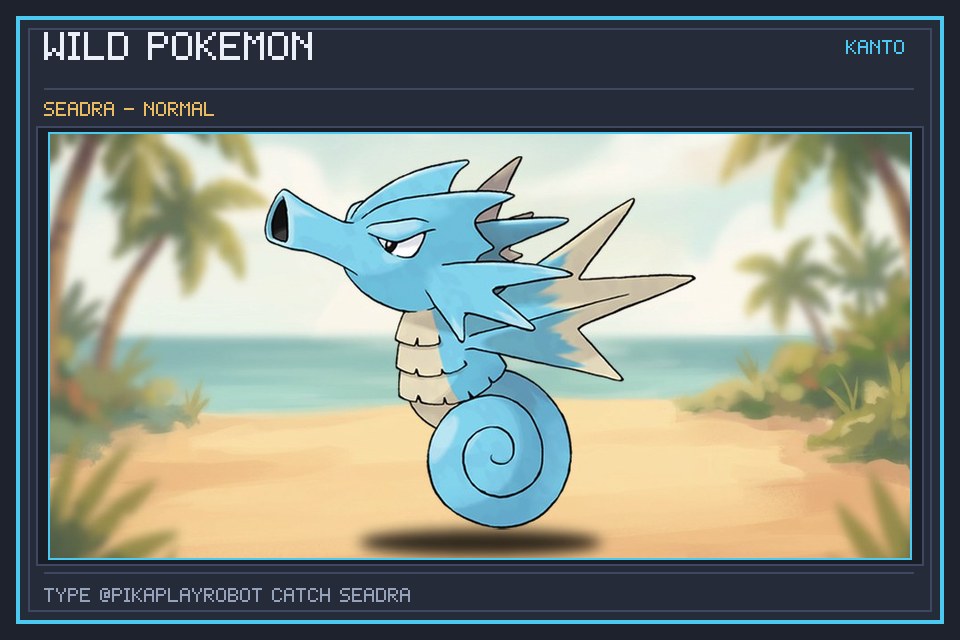 WILD POKEMON
KANTO
SEADRA - NORMAL
TYPE @PIKAPLAYROBOT CATCH SEADRA